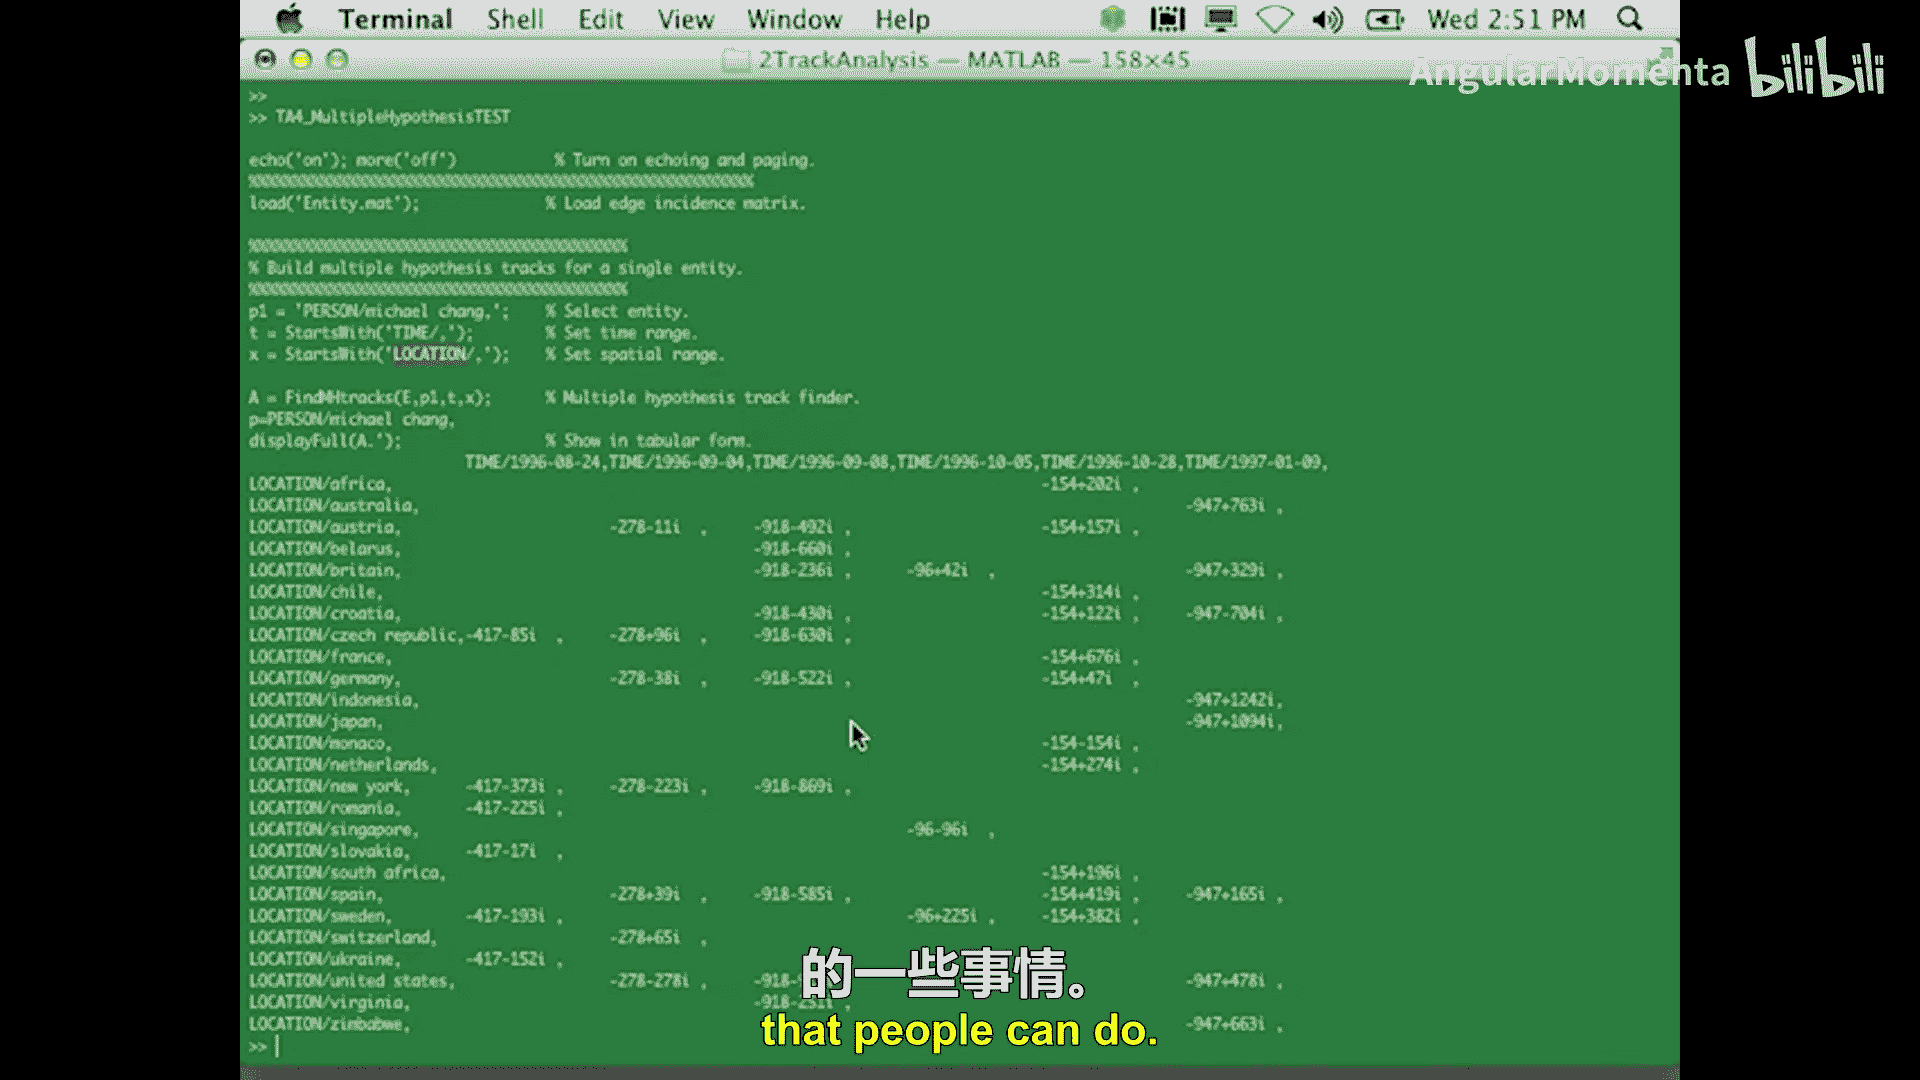 Terminal Shell Edit View Window Help Wed 2:51 PM
2TrackAnalysis — MATLAB — 158×45
AngularMomenta bilibili
>>
>> TA4_MultipleHypothesisTEST
echo('on'); more('off') % Turn on echoing and paging.
%%%%%%%%%%%%%%%%%%%%%%%%%%%%%%%%%%%%%%%%%%%%%%%%%%%%%%%%
load('Entity.mat'); % Load edge incidence matrix.
%%%%%%%%%%%%%%%%%%%%%%%%%%%%%%%%%%%%%%%%%%
% Build multiple hypothesis tracks for a single entity.
%%%%%%%%%%%%%%%%%%%%%%%%%%%%%%%%%%%%%%%%%%
p1 = 'PERSON/michael chang,'; % Select entity.
t = StartsWith('TIME/,'); % Set time range.
x = StartsWith('LOCATION/,'); % Set spatial range.
A = FindMHtracks(E,p1,t,x); % Multiple hypothesis track finder.
p=PERSON/michael chang,
displayFull(A.'); % Show in tabular form.
TIME/1996-08-24,TIME/1996-09-04,TIME/1996-09-08,TIME/1996-10-05,TIME/1996-10-28,TIME/1997-01-09,
LOCATION/africa, -154+202i ,
LOCATION/australia, -947+763i ,
LOCATION/austria, -278-11i , -918-492i , -154+157i ,
LOCATION/belarus, -918-660i ,
LOCATION/britain, -918-236i , -96+42i , -947+329i ,
LOCATION/chile, -154+314i ,
LOCATION/croatia, -918-430i , -154+122i , -947-704i ,
LOCATION/czech republic,-417-85i , -278+96i , -918-630i ,
LOCATION/france, -154+676i ,
LOCATION/germany, -278-38i , -918-522i , -154+47i ,
LOCATION/indonesia, -947+1242i,
LOCATION/japan, -947+1094i,
LOCATION/monaco, -154-154i ,
LOCATION/netherlands, -154+274i ,
LOCATION/new york, -417-373i , -278-223i , -918-869i ,
LOCATION/romania, -417-225i ,
LOCATION/singapore, -96-96i ,
LOCATION/slovakia, -417-17i ,
LOCATION/south africa, -154+196i ,
LOCATION/spain, -278+39i , -918-585i , -154+419i , -947+165i ,
LOCATION/sweden, -417-193i , -96+225i , -154+382i ,
LOCATION/switzerland, -278+65i ,
LOCATION/ukraine, -417-152i ,
LOCATION/united states, -278-278i , -947+478i ,
LOCATION/virginia,
LOCATION/zimbabwe, -947+663i ,
>>
的一些事情。
that people can do.